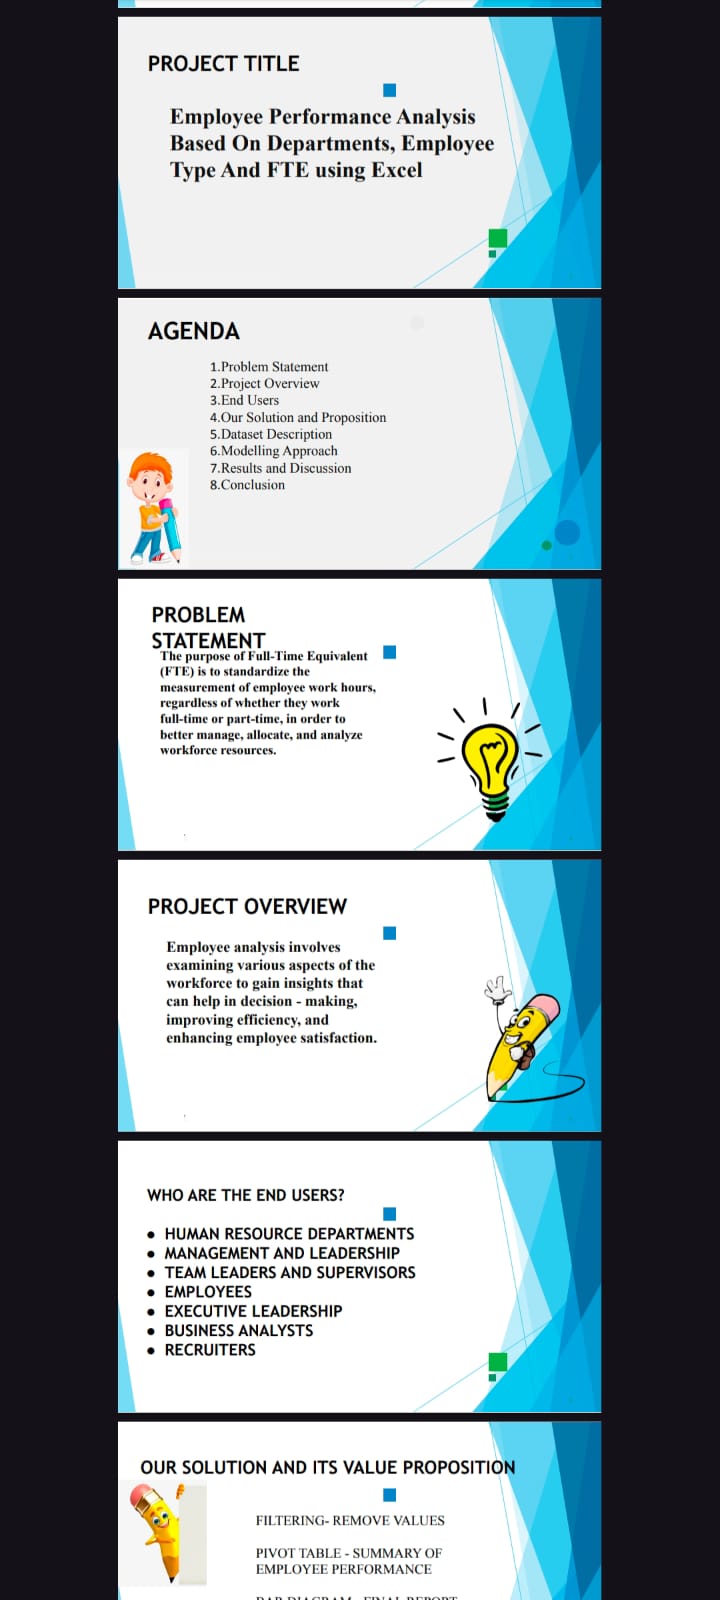 PROJECT TITLE
Employee Performance Analysis
Based On Departments, Employee
Type And FTE using Excel
AGENDA
1.Problem Statement
2.Project Overview
3.End Users
4.Our Solution and Proposition
5.Dataset Description
6.Modelling Approach
7.Results and Discussion
8.Conclusion
PROBLEM
STATEMENT
The purpose of Full-Time Equivalent
(FTE) is to standardize the
measurement of employee work hours,
regardless of whether they work
full-time or part-time, in order to
better manage, allocate, and analyze
workforce resources.
PROJECT OVERVIEW
Employee analysis involves
examining various aspects of the
workforce to gain insights that
can help in decision - making,
improving efficiency, and
enhancing employee satisfaction.
WHO ARE THE END USERS?
● HUMAN RESOURCE DEPARTMENTS
● MANAGEMENT AND LEADERSHIP
● TEAM LEADERS AND SUPERVISORS
● EMPLOYEES
● EXECUTIVE LEADERSHIP
● BUSINESS ANALYSTS
● RECRUITERS
OUR SOLUTION AND ITS VALUE PROPOSITION
FILTERING- REMOVE VALUES
PIVOT TABLE - SUMMARY OF
EMPLOYEE PERFORMANCE